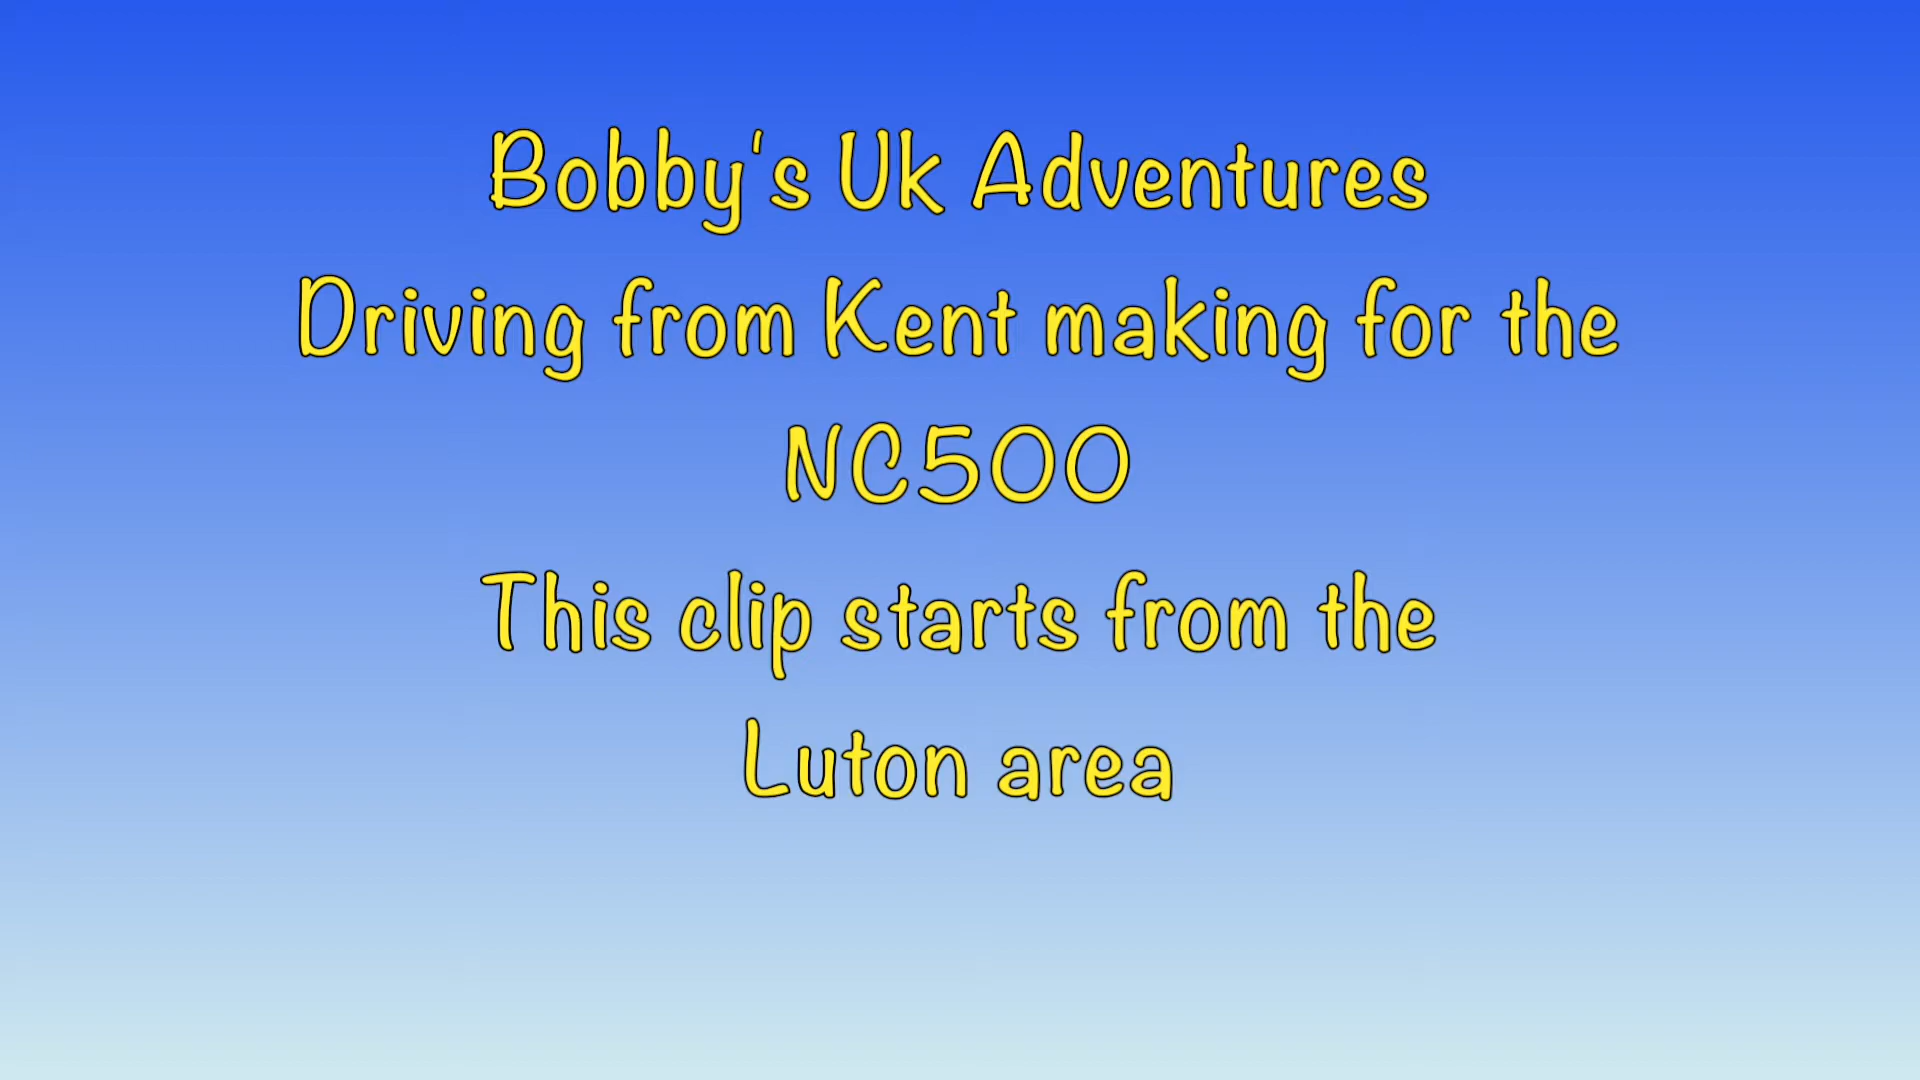 Bobby's Uk Adventures
Driving from Kent making for the
NC500
This clip starts from the
Luton area